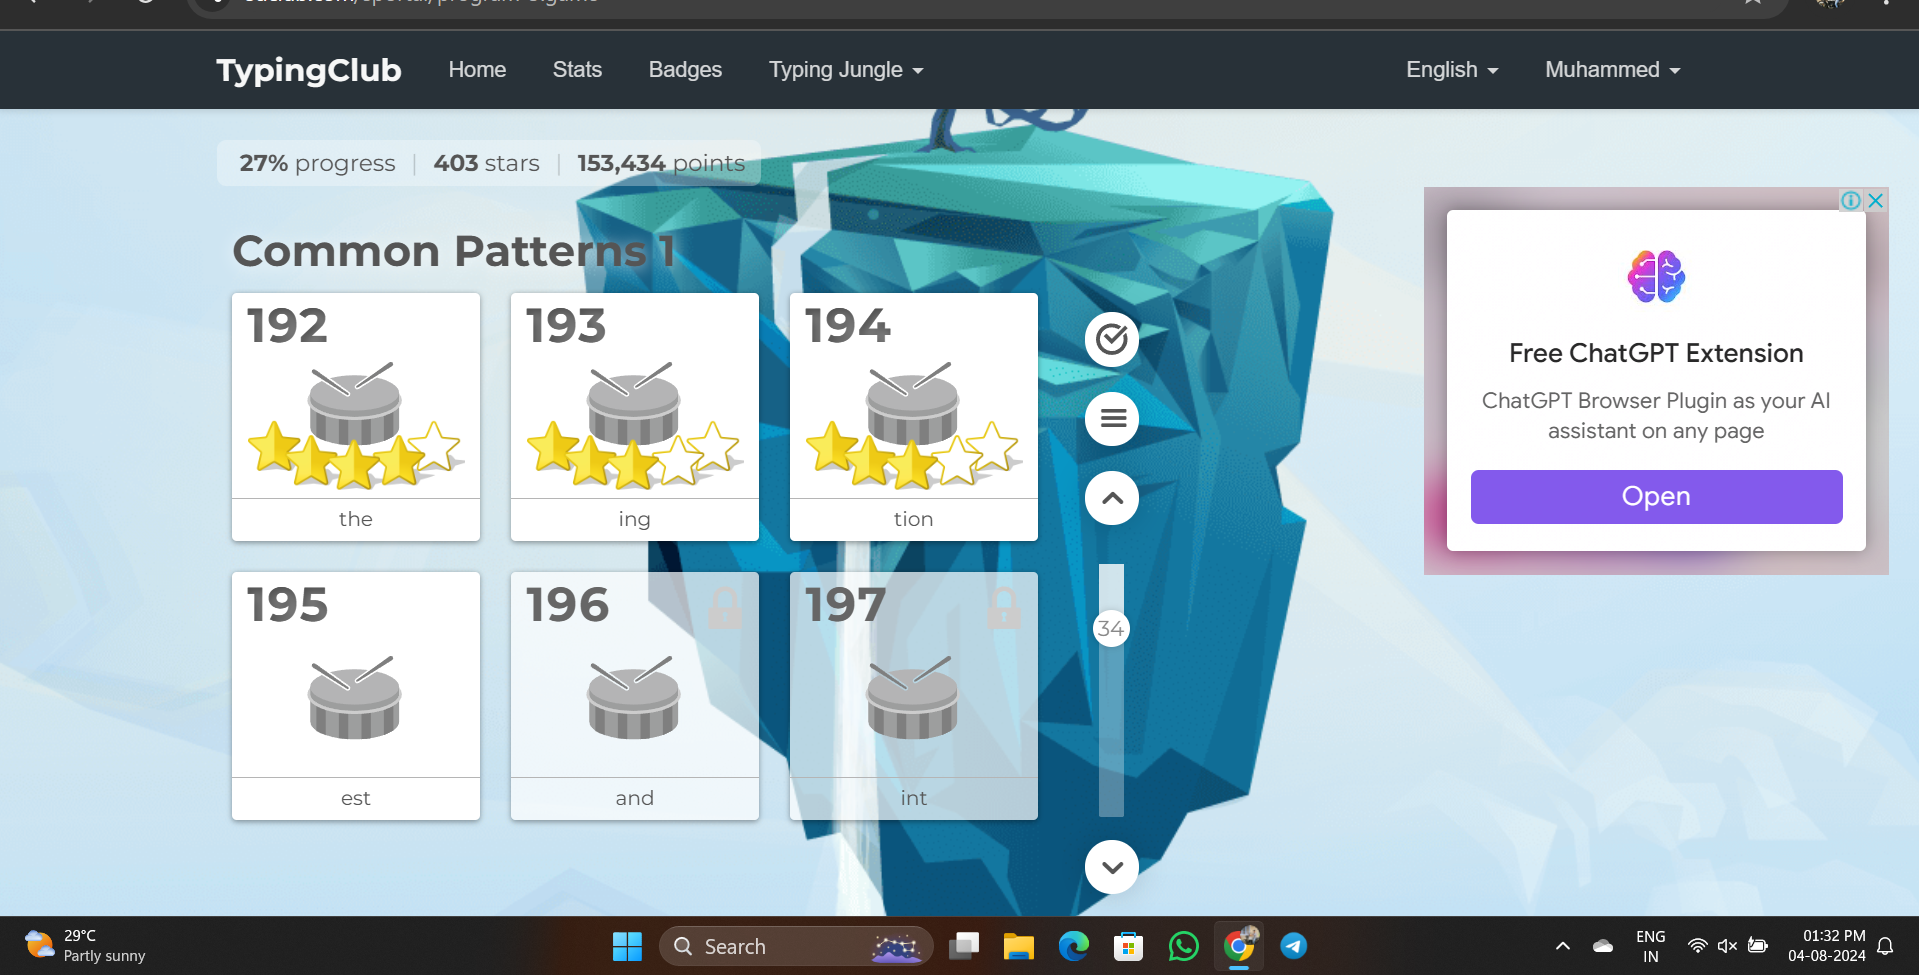 TypingClub Home Stats Badges Typing Jungle English Muhammed
27% progress | 403 stars | 153,434 points
Common Patterns 1
192 193 194
the ing tion
195 196 197
est and int
34
Free ChatGPT Extension
ChatGPT Browser Plugin as your AI
assistant on any page
Open
29°C
Partly sunny
Search
ENG
IN
01:32 PM
04-08-2024